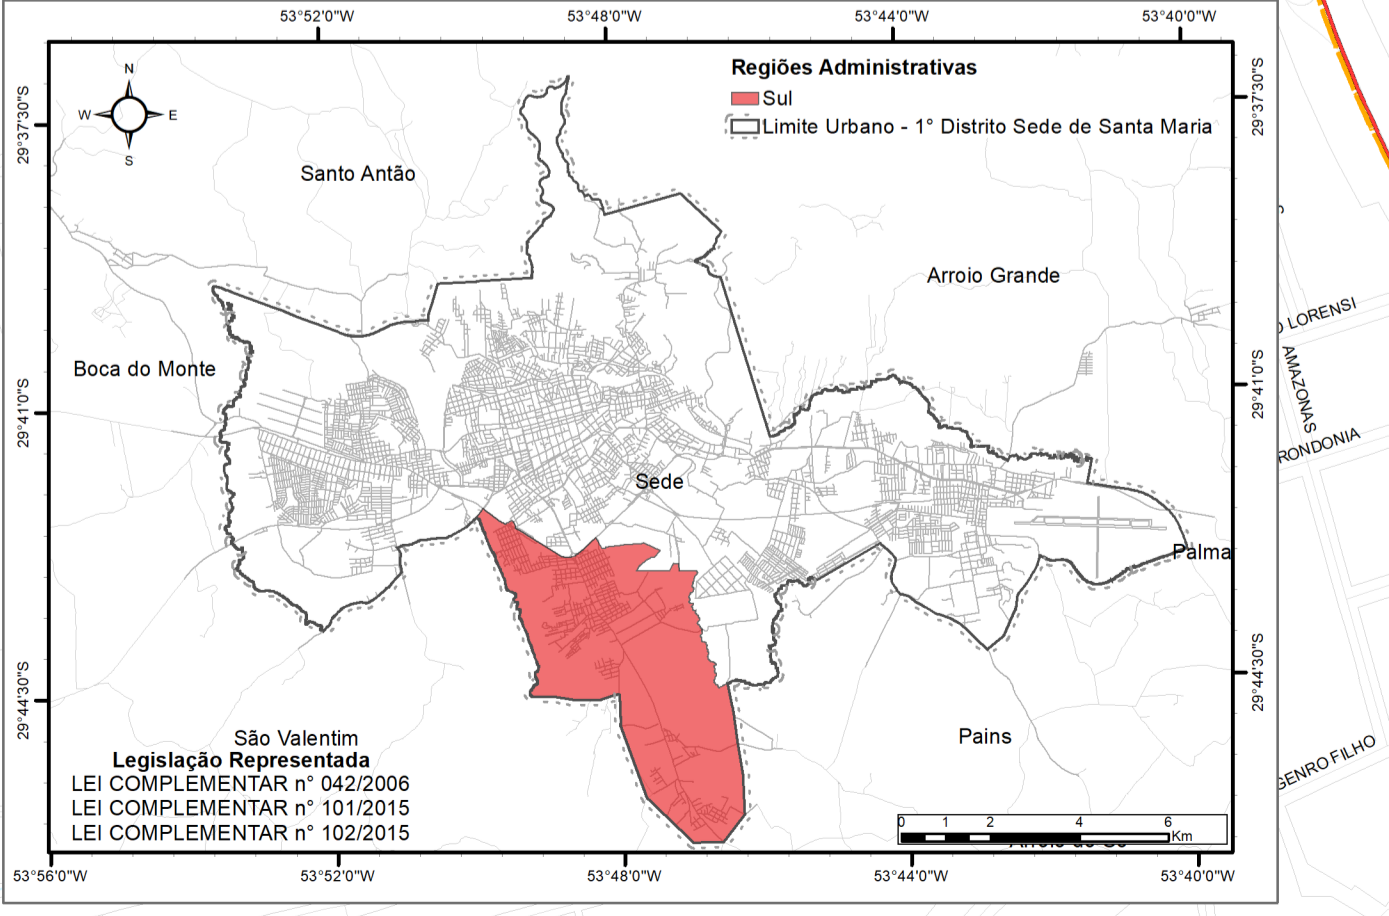 53°52'0"W 53°48'0"W 53°44'0"W 53°40'0"W
Regiões Administrativas
Sul
Limite Urbano - 1° Distrito Sede de Santa Maria
N
W E
S
29°37'30"S
29°37'30"S
Santo Antão
Arroio Grande
LORENSI
Boca do Monte
AMAZONAS
29°41'0"S
29°41'0"S
RONDONIA
Sede
Palma
29°44'30"S
29°44'30"S
São Valentim
Pains
Legislação Representada
LEI COMPLEMENTAR n° 042/2006
LEI COMPLEMENTAR n° 101/2015
LEI COMPLEMENTAR n° 102/2015
GENRO FILHO
0 1 2 4 6
Km
53°56'0"W 53°52'0"W 53°48'0"W 53°44'0"W 53°40'0"W